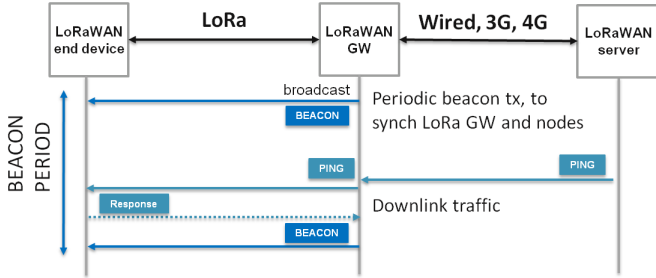 LoRaWAN
end device
LoRa
LoRaWAN
GW
Wired, 3G, 4G
LoRaWAN
server
broadcast
BEACON
Periodic beacon tx, to
synch LoRa GW and nodes
BEACON
PERIOD
PING
PING
Response
Downlink traffic
BEACON